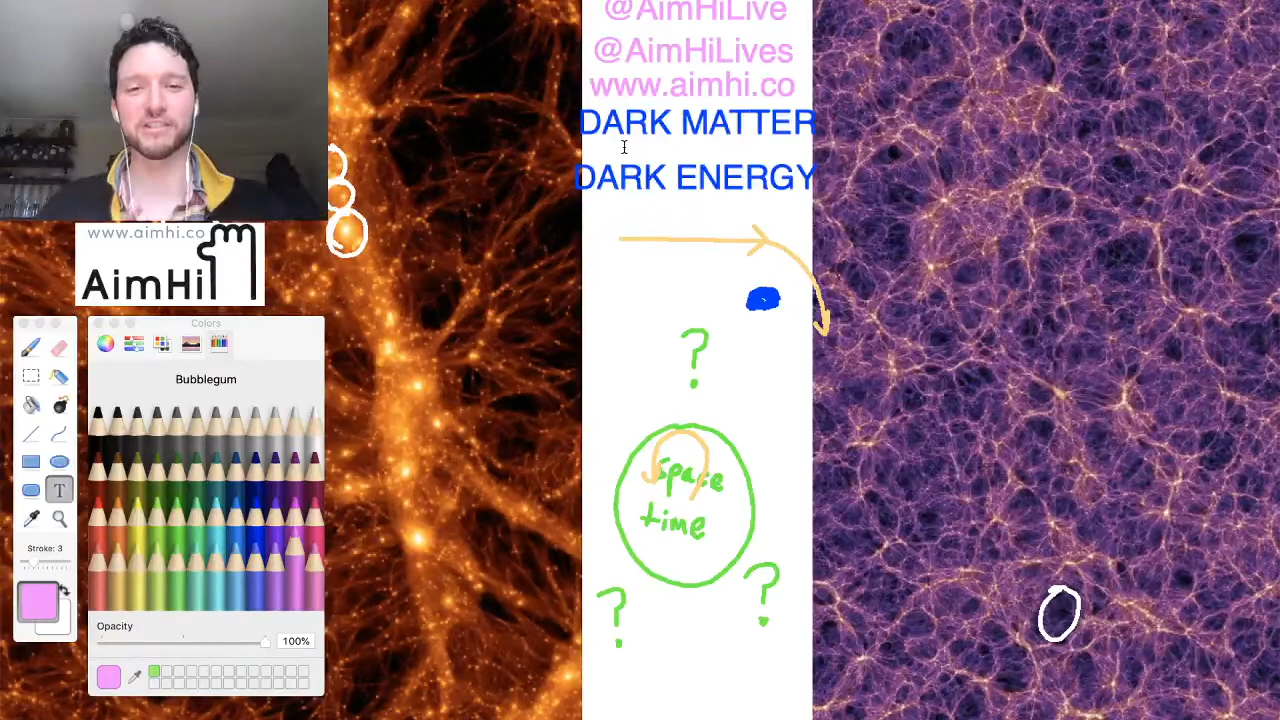 @AimHiLive
@AimHiLives
www.aimhi.co
DARK MATTER
DARK ENERGY
?
Space
time
?
?
www.aimhi.co
AimHi
Colors
Bubblegum
T
Stroke: 3
Opacity
100%